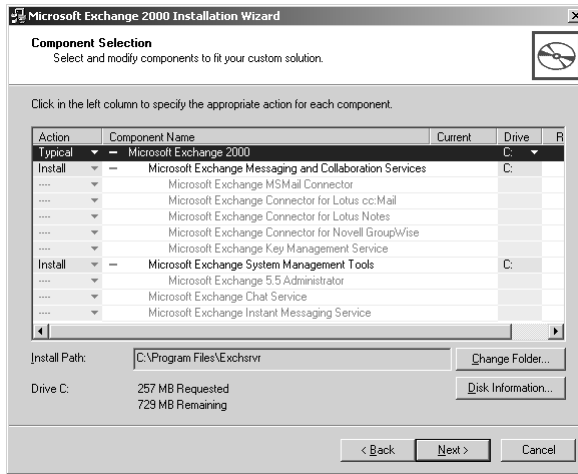 Microsoft Exchange 2000 Installation Wizard
Component Selection
Select and modify components to fit your custom solution.
Click in the left column to specify the appropriate action for each component.
Action Component Name Current Drive R
Typical Microsoft Exchange 2000 C:
Install Microsoft Exchange Messaging and Collaboration Services C:
---- Microsoft Exchange MSMail Connector
---- Microsoft Exchange Connector for Lotus cc:Mail
---- Microsoft Exchange Connector for Lotus Notes
---- Microsoft Exchange Connector for Novell GroupWise
---- Microsoft Exchange Key Management Service
Install Microsoft Exchange System Management Tools C:
---- Microsoft Exchange 5.5 Administrator
---- Microsoft Exchange Chat Service
---- Microsoft Exchange Instant Messaging Service
Install Path: C:\Program Files\Exchsrvr Change Folder...
Drive C: 257 MB Requested Disk Information...
729 MB Remaining
< Back Next > Cancel